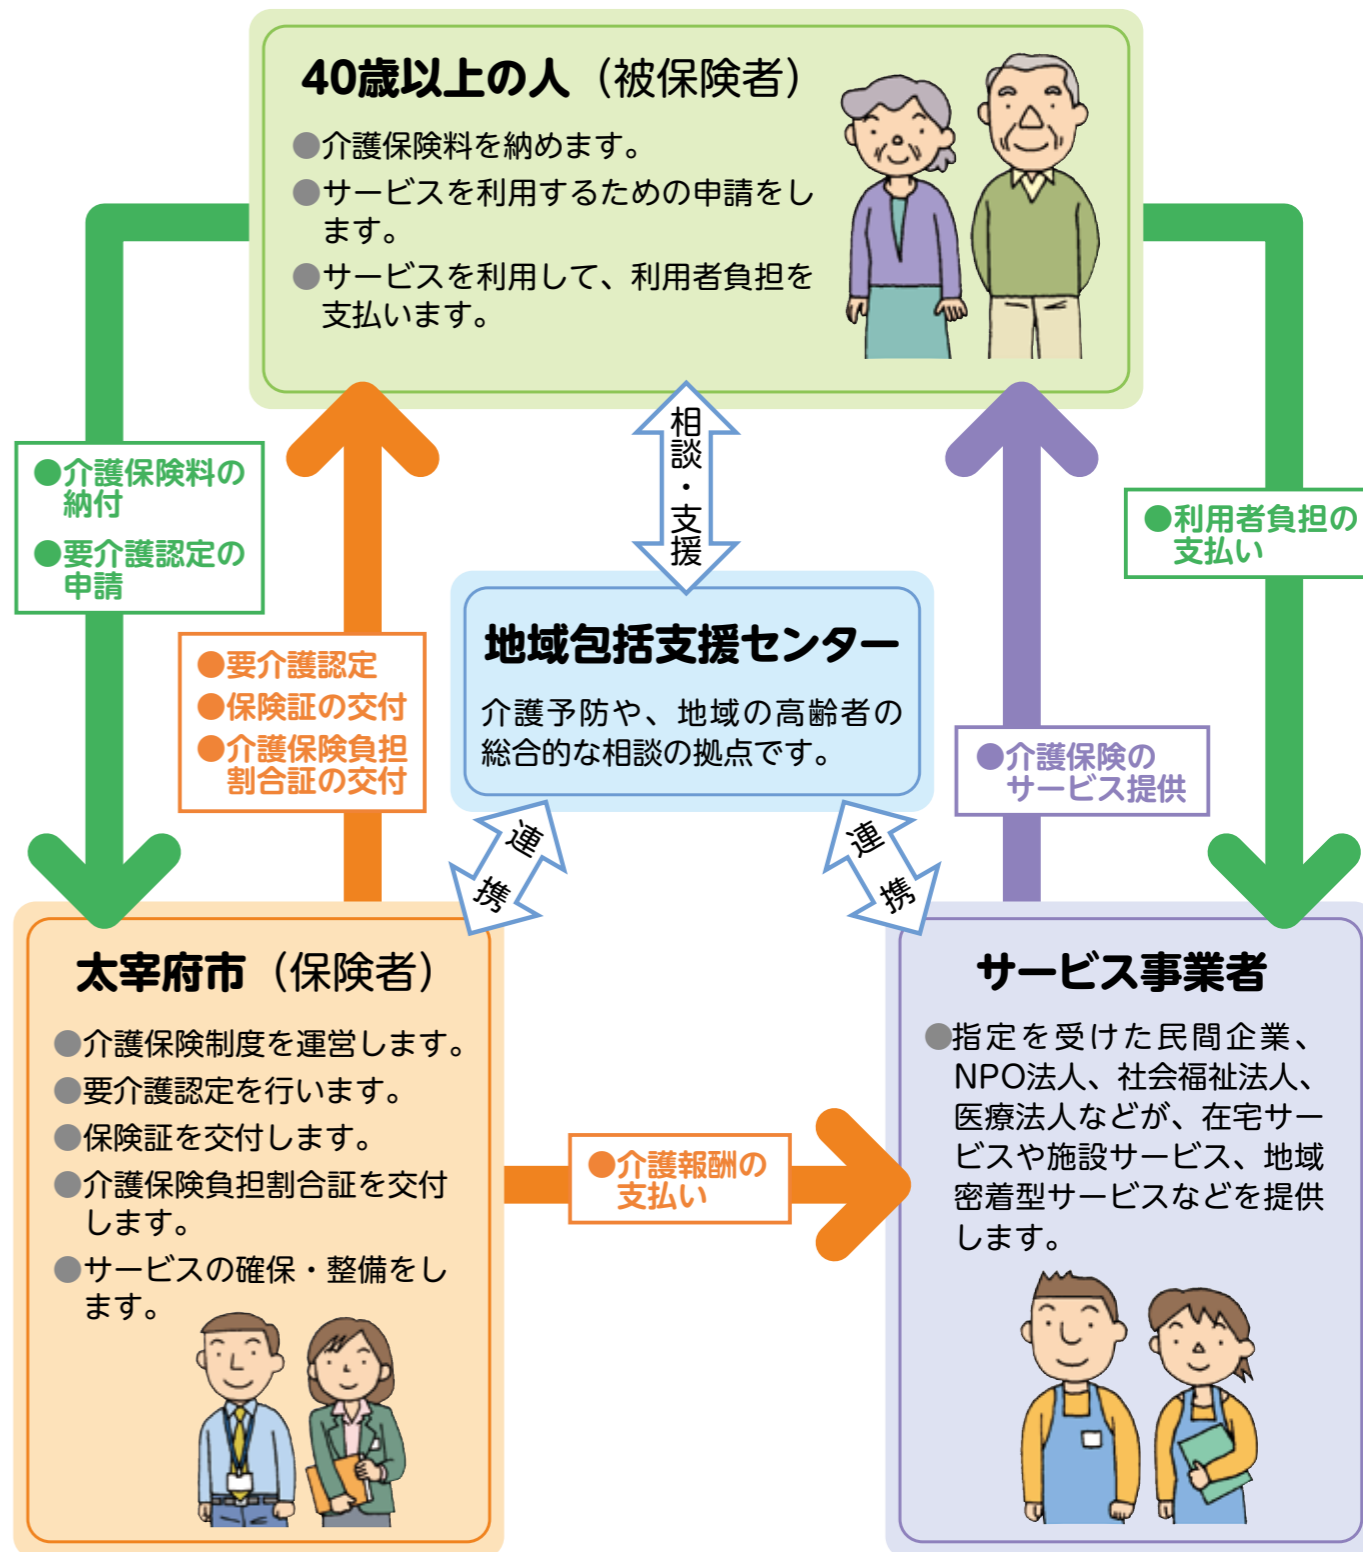 40歳以上の人（被保険者）
●介護保険料を納めます。
●サービスを利用するための申請をし
ます。
●サービスを利用して、利用者負担を
支払います。
●介護保険料の
納付
●要介護認定の
申請
●要介護認定
●保険証の交付
●介護保険負担
割合証の交付
相談・支援
地域包括支援センター
介護予防や、地域の高齢者の
総合的な相談の拠点です。
連携
連携
●介護保険の
サービス提供
●利用者負担の
支払い
太宰府市（保険者）
●介護保険制度を運営します。
●要介護認定を行います。
●保険証を交付します。
●介護保険負担割合証を交付
します。
●サービスの確保・整備をし
ます。
●介護報酬の
支払い
サービス事業者
●指定を受けた民間企業、
NPO法人、社会福祉法人、
医療法人などが、在宅サー
ビスや施設サービス、地域
密着型サービスなどを提供
します。